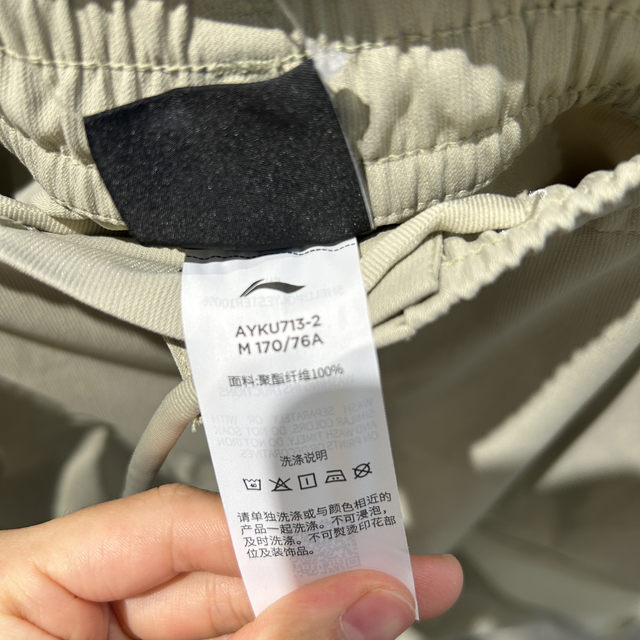 AYKU713-2
M 170/76A
面料:聚酯纤维100%
洗涤说明
请单独洗涤或与颜色相近的
产品一起洗涤。不可浸泡,
及时洗涤。不可熨烫印花部
位及装饰品。